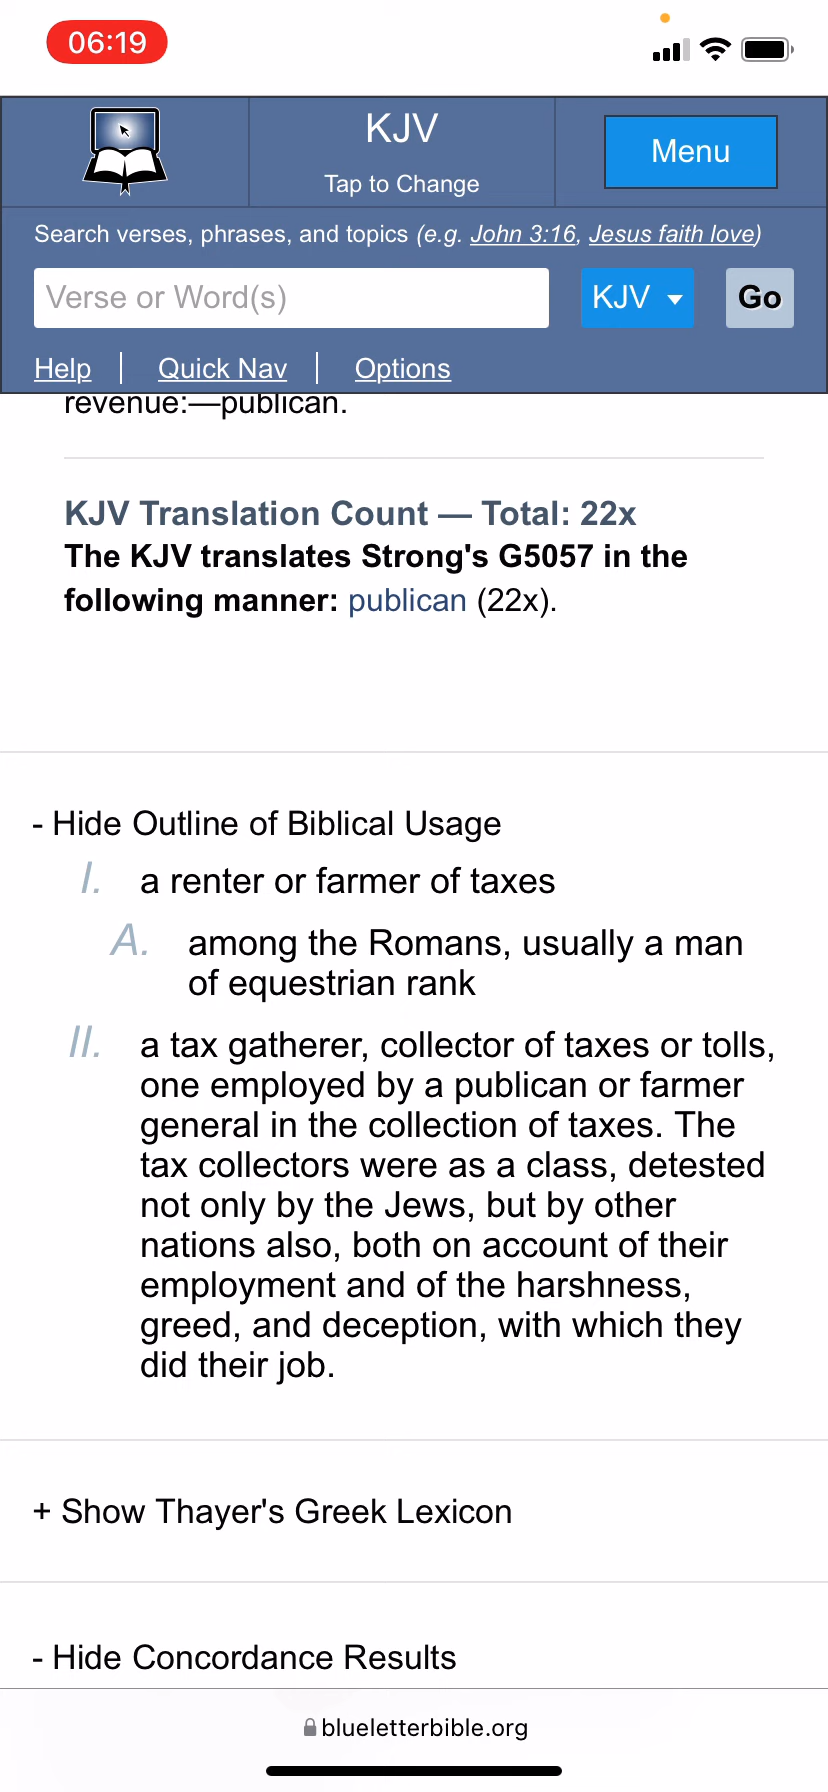 06:19
KJV
Tap to Change
Menu
Search verses, phrases, and topics (e.g. John 3:16, Jesus faith love)
Verse or Word(s)
KJV
Go
Help | Quick Nav | Options
revenue:—publican.
KJV Translation Count — Total: 22x
The KJV translates Strong's G5057 in the
following manner: publican (22x).
- Hide Outline of Biblical Usage
I. a renter or farmer of taxes
A. among the Romans, usually a man
of equestrian rank
II. a tax gatherer, collector of taxes or tolls,
one employed by a publican or farmer
general in the collection of taxes. The
tax collectors were as a class, detested
not only by the Jews, but by other
nations also, both on account of their
employment and of the harshness,
greed, and deception, with which they
did their job.
+ Show Thayer's Greek Lexicon
- Hide Concordance Results
blueletterbible.org